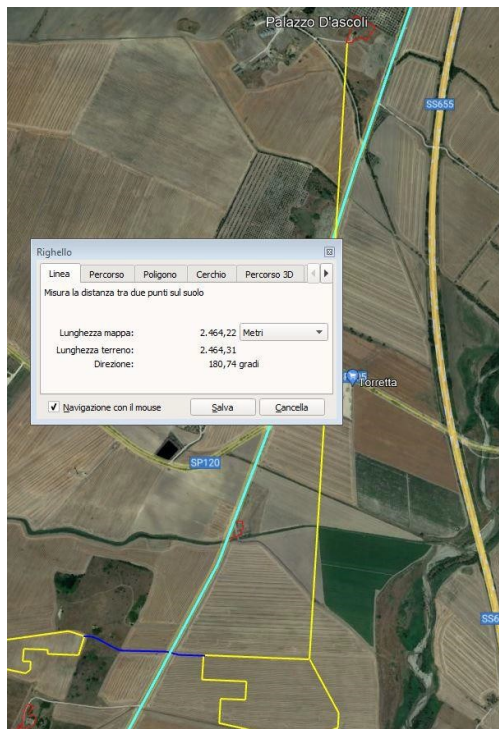 Palazzo D'ascoli
SS655
Righello
Linea
Percorso
Poligono
Cerchio
Percorso 3D
Misura la distanza tra due punti sul suolo
Lunghezza mappa: 2.464,22 Metri
Lunghezza terreno: 2.464,31
Direzione: 180,74 gradi
Navigazione con il mouse
Salva
Cancella
Torretta
SP120